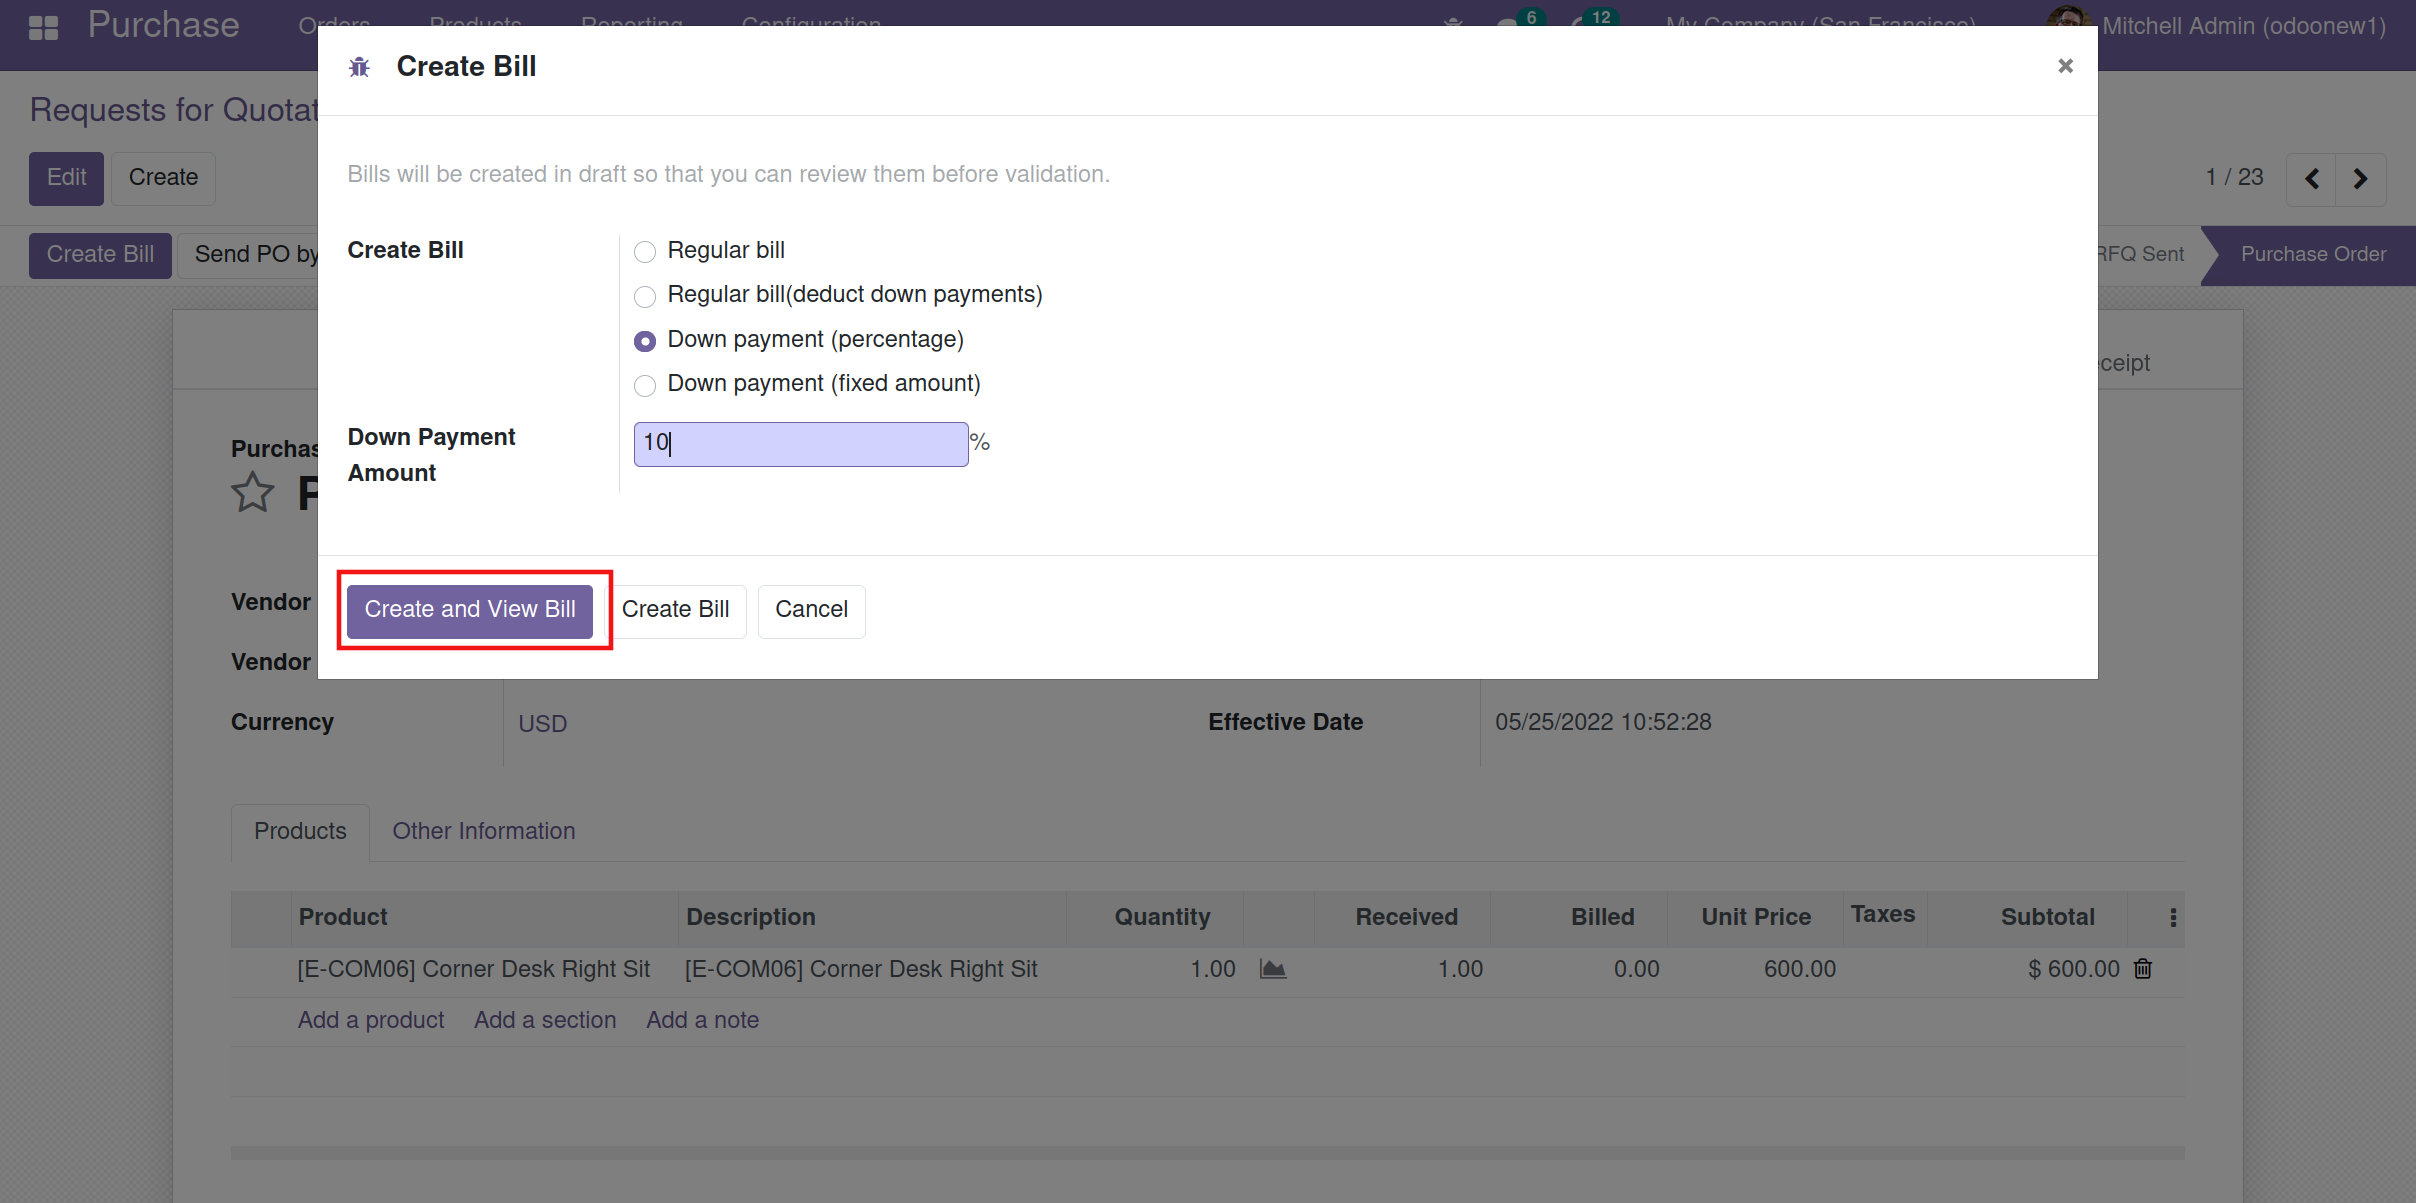 Purchase Orders Products Reporting Configuration 6 12 My Company (San Francisco) Mitchell Admin (odoonew1)
Create Bill ×
Requests for Quotat
Bills will be created in draft so that you can review them before validation.
Edit Create 1 / 23
Create Bill Send PO by RFQ Sent Purchase Order
Create Bill
Regular bill
Regular bill(deduct down payments)
Down payment (percentage)
Down payment (fixed amount)
ceipt
Down Payment
Amount
10 %
Purchas
P
Create and View Bill Create Bill Cancel
Vendor
Vendor
Currency USD Effective Date 05/25/2022 10:52:28
Products Other Information
Product Description Quantity Received Billed Unit Price Taxes Subtotal
[E-COM06] Corner Desk Right Sit [E-COM06] Corner Desk Right Sit 1.00 1.00 0.00 600.00 $ 600.00
Add a product Add a section Add a note